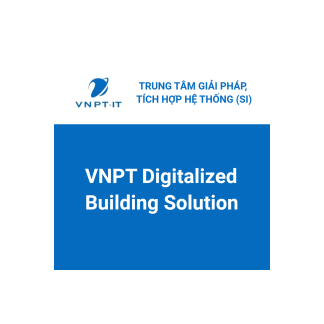 VNPT-IT
TRUNG TÂM GIẢI PHÁP,
TÍCH HỢP HỆ THỐNG (SI)
VNPT Digitalized
Building Solution